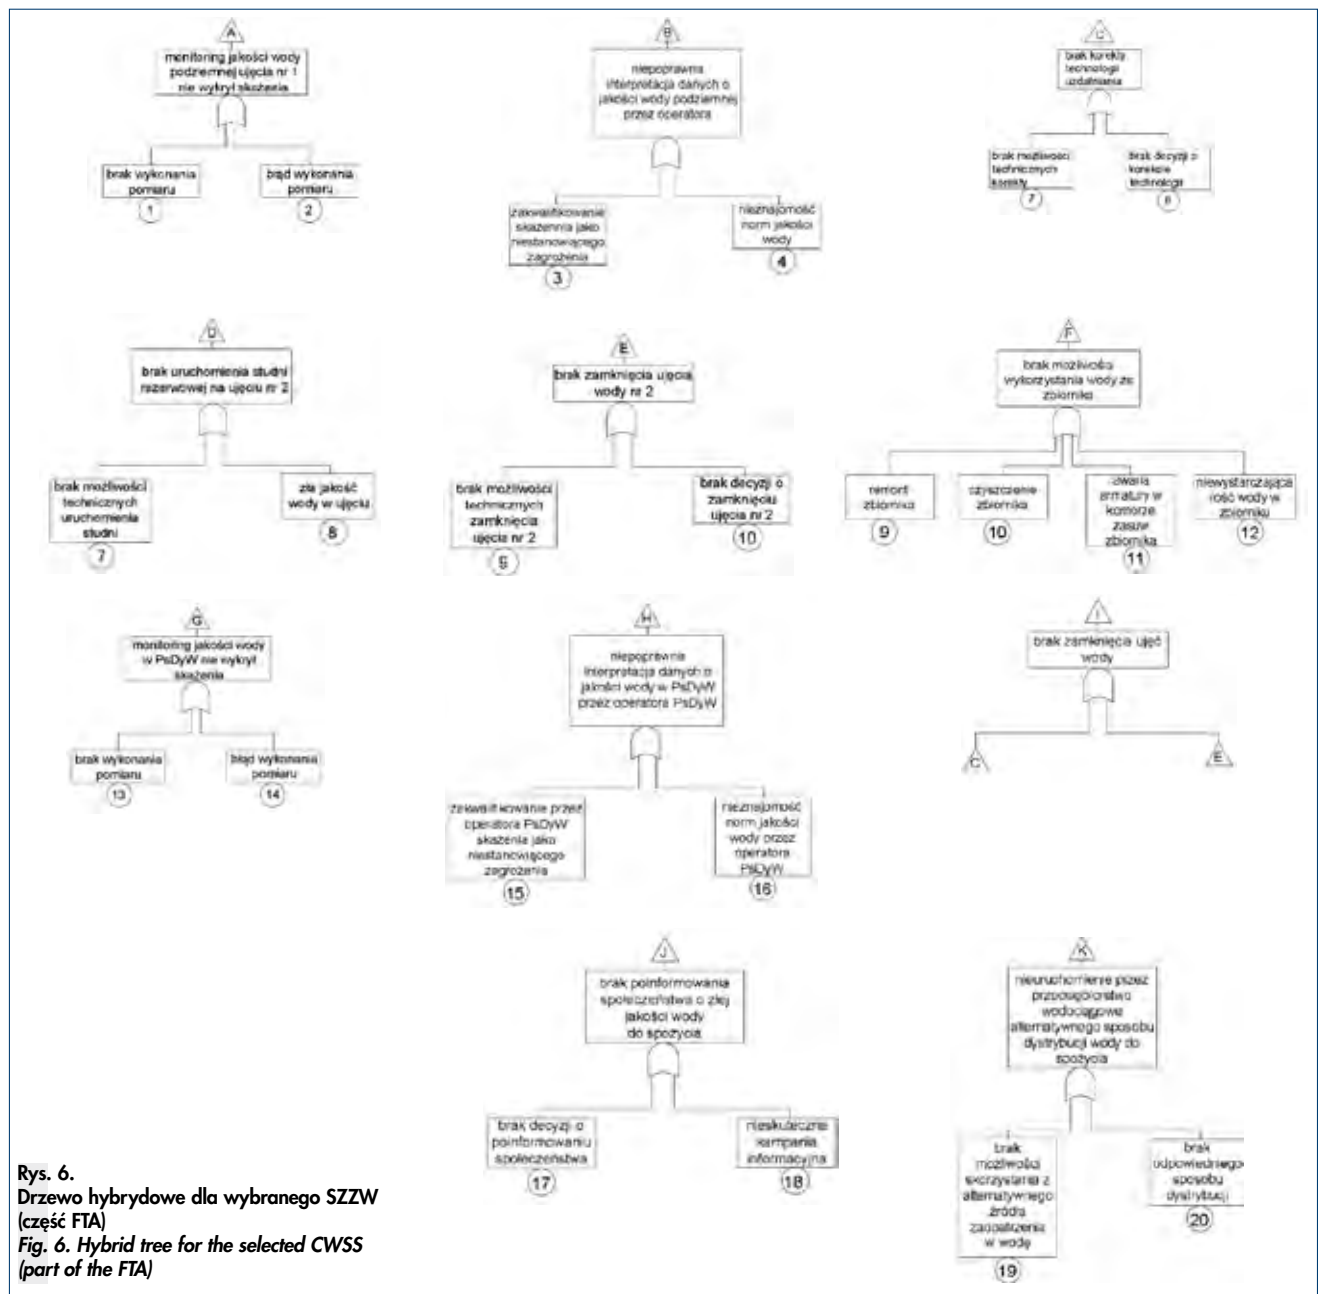 A
monitoring jakości wody
podziemnej ujęcia nr 1
nie wykrył skażenia
brak wykonania
pomiaru
1
błąd wykonania
pomiaru
2
B
niepoprawna
interpretacja danych o
jakości wody podziemnej
przez operatora
zakwalifikowanie
skażenia jako
niestanowiącego
zagrożenia
3
nieznajomość
norm jakości
wody
4
C
brak korekty
technologii
uzdatniania
brak możliwości
technicznych
korekty
brak decyzji o
korekcie
technologii
D
brak uruchomienia studni
rezerwowej na ujęciu nr 2
brak możliwości
technicznych
uruchomienia
studni
7
zła jakość
wody w ujęciu
8
E
brak zamknięcia ujęcia
wody nr 2
brak możliwości
technicznych
zamknięcia
ujęcia nr 2
brak decyzji o
zamknięciu
ujęcia nr 2
10
F
brak możliwości
wykorzystania wody ze
zbiornika
remont
zbiornika
9
czyszczenie
zbiornika
10
awaria
armatury w
komorze
zasuw
zbiornika
11
niewystarczająca
ilość wody w
zbiorniku
12
G
monitoring jakości wody
w PsDyW nie wykrył
skażenia
brak wykonania
pomiaru
13
błąd wykonania
pomiaru
14
H
niepoprawna
interpretacja danych o
jakości wody w PsDyW
przez operatora PsDyW
zakwalifikowanie przez
operatora PsDyW
skażenia jako
niestanowiącego
zagrożenia
15
nieznajomość
norm jakości
wody przez
operatora
PsDyW
16
I
brak zamknięcia ujęć
wody
C
E
J
brak poinformowania
społeczeństwa o złej
jakości wody
do spożycia
brak decyzji o
poinformowaniu
społeczeństwa
17
nieskuteczna
kampania
informacyjna
18
K
nieuruchomienie przez
przedsiębiorstwo
wodociągowe
alternatywnego sposobu
dystrybucji wody do
spożycia
brak
możliwości
skorzystania z
alternatywnego
źródła
zaopatrzenia
w wodę
19
brak
odpowiedniego
sposobu
dystrybucji
20
Rys. 6.
Drzewo hybrydowe dla wybranego SZZW
(część FTA)
Fig. 6. Hybrid tree for the selected CWSS
(part of the FTA)